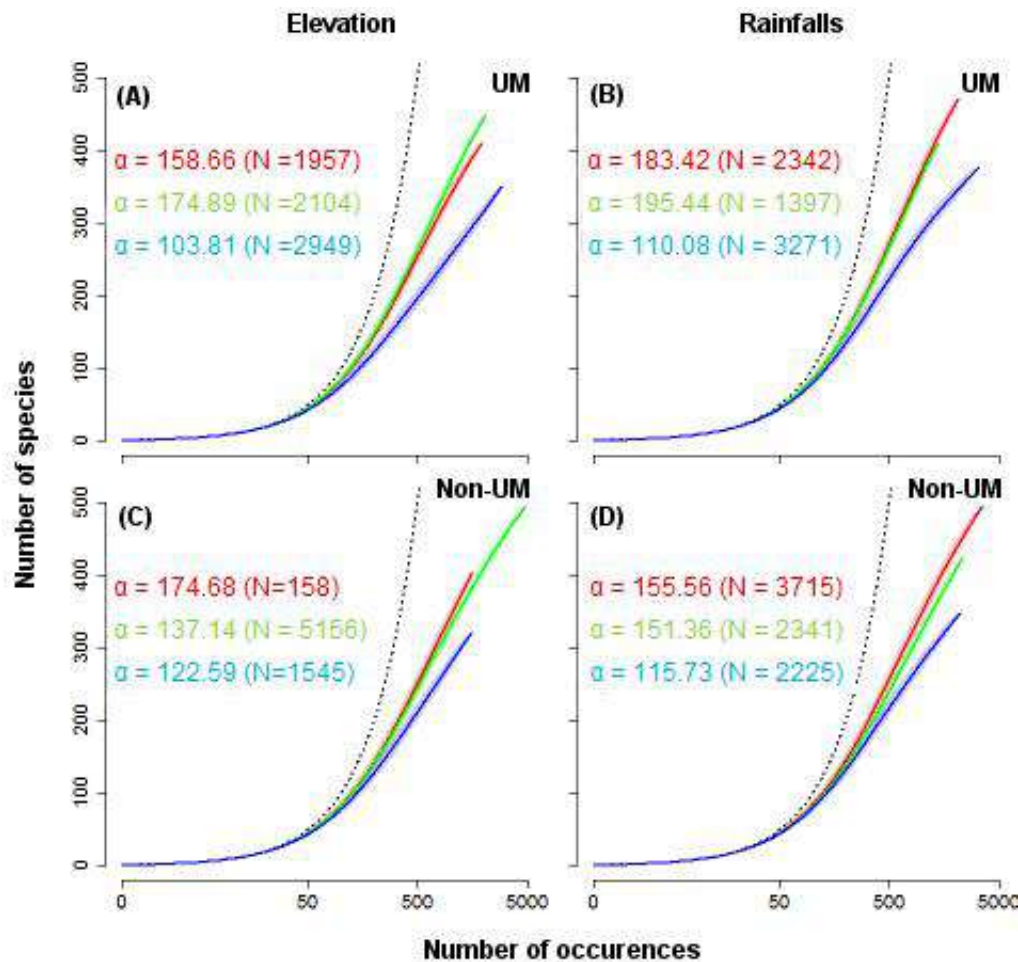 Elevation
Rainfalls
Number of species
500
400
300
200
100
0
(A)
UM
α = 158.66 (N =1957)
α = 174.89 (N =2104)
α = 103.81 (N =2949)
(B)
UM
α = 183.42 (N = 2342)
α = 195.44 (N = 1397)
α = 110.08 (N = 3271)
500
400
300
200
100
0
(C)
Non-UM
α = 174.68 (N=158)
α = 137.14 (N = 5156)
α = 122.59 (N=1545)
(D)
Non-UM
α = 155.56 (N = 3715)
α = 151.36 (N = 2341)
α = 115.73 (N = 2225)
0 50 500 5000
0 50 500 5000
Number of occurences